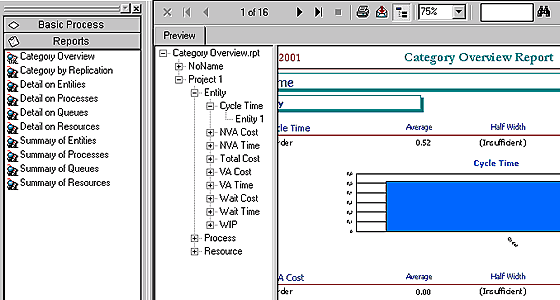 Basic Process
Reports
Category Overview
Category by Replication
Detail on Entities
Detail on Processes
Detail on Queues
Detail on Resources
Summary of Entities
Summary of Processes
Summary of Queues
Summary of Resources
1 of 16
75%
Preview
Category Overview.rpt
NoName
Project 1
Entity
Cycle Time
Entity 1
NVA Cost
NVA Time
Total Cost
VA Cost
VA Time
Wait Cost
Wait Time
WIP
Process
Resource
2001 Category Overview Report
me
y
cle Time Average Half Width
rder 0.52 (Insufficient)
Cycle Time
A Cost Average Half Width
rder 0.00 (Insufficient)